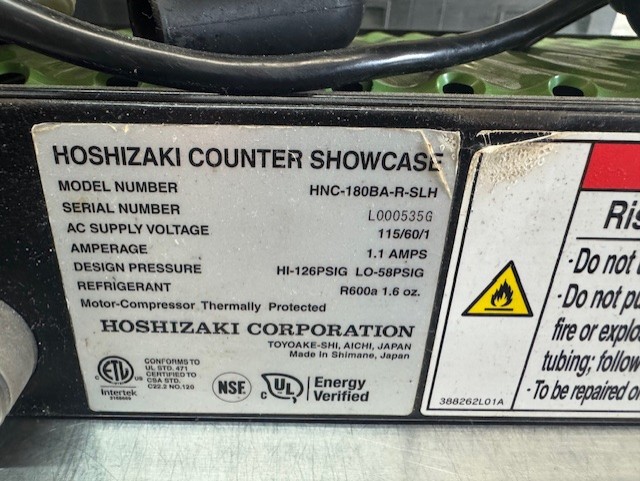 HOSHIZAKI COUNTER SHOWCASE
MODEL NUMBER HNC-180BA-R-SLH
SERIAL NUMBER L000535G
AC SUPPLY VOLTAGE 115/60/1
AMPERAGE 1.1 AMPS
DESIGN PRESSURE HI-126PSIG LO-58PSIG
REFRIGERANT R600a 1.6 oz.
Motor-Compressor Thermally Protected
HOSHIZAKI CORPORATION
TOYOAKE-SHI, AICHI, JAPAN
Made in Shimane, Japan
ETL
C US
Intertek
CONFORMS TO
UL STD. 471
CERTIFIED TO
CSA STD.
C22.2 NO.120
NSF
C UL
Energy
Verified
Ris
·Do not
·Do not pu
fire or explo
tubing; follow
·To be repaired o
388262L01A